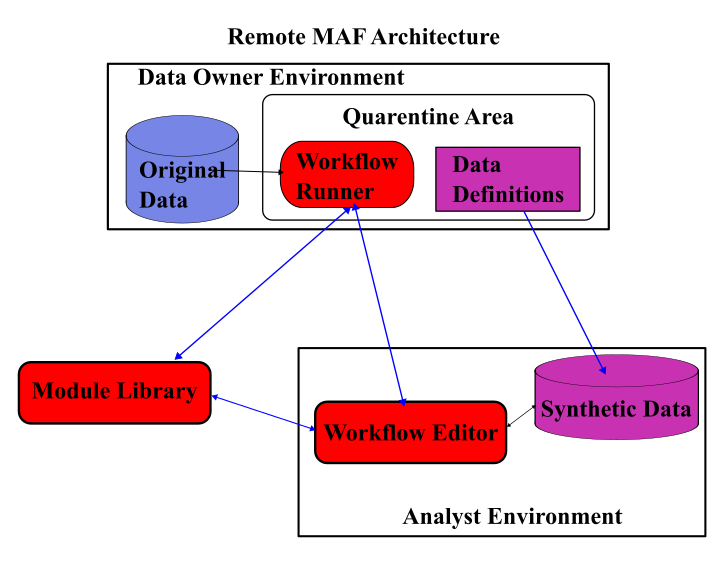 Remote MAF Architecture
Data Owner Environment
Quarentine Area
Original
Data
Workflow
Runner
Data
Definitions
Module Library
Workflow Editor
Synthetic Data
Analyst Environment